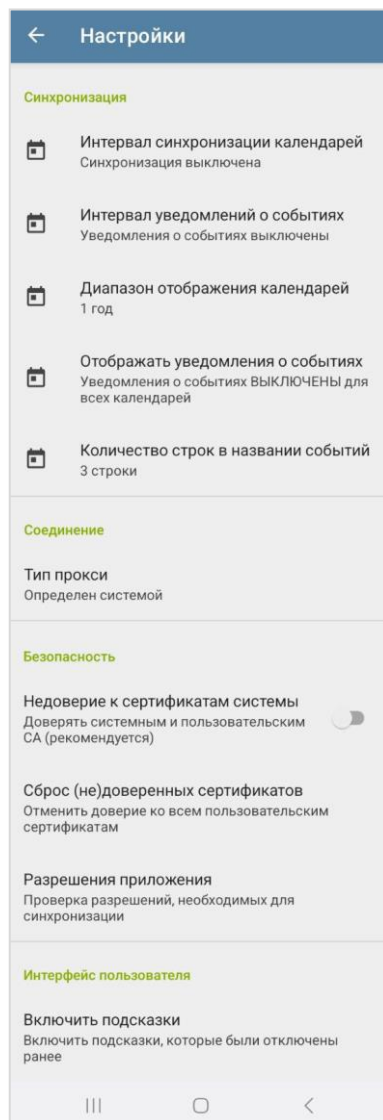 Настройки
Синхронизация
Интервал синхронизации календарей
Синхронизация выключена
Интервал уведомлений о событиях
Уведомления о событиях выключены
Диапазон отображения календарей
1 год
Отображать уведомления о событиях
Уведомления о событиях ВЫКЛЮЧЕНЫ для
всех календарей
Количество строк в названии событий
3 строки
Соединение
Тип прокси
Определен системой
Безопасность
Недоверие к сертификатам системы
Доверять системным и пользовательским
СА (рекомендуется)
Сброс (не)доверенных сертификатов
Отменить доверие ко всем пользовательским
сертификатам
Разрешения приложения
Проверка разрешений, необходимых для
синхронизации
Интерфейс пользователя
Включить подсказки
Включить подсказки, которые были отключены
ранее